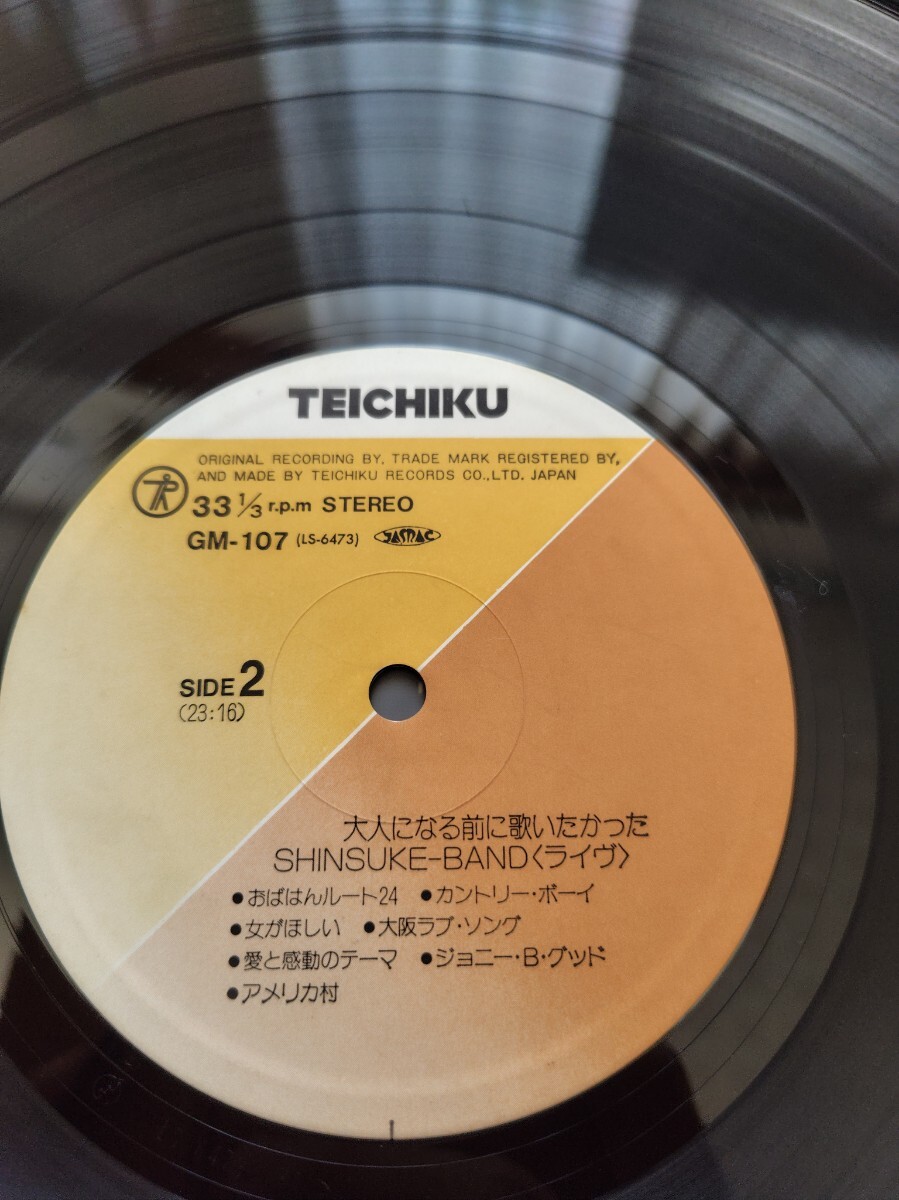 TEICHIKU
ORIGINAL RECORDING BY, TRADE MARK REGISTERED BY,
AND MADE BY TEICHIKU RECORDS CO.,LTD. JAPAN
33 1/3 r.p.m STEREO
GM-107 (LS-6473) JASRAC
SIDE 2
(23:16)
大人になる前に歌いたかった
SHINSUKE-BAND〈ライヴ〉
●おばはんルート24 ●カントリー・ボーイ
●女がほしい ●大阪ラブ・ソング
●愛と感動のテーマ ●ジョニー・B・グッド
●アメリカ村